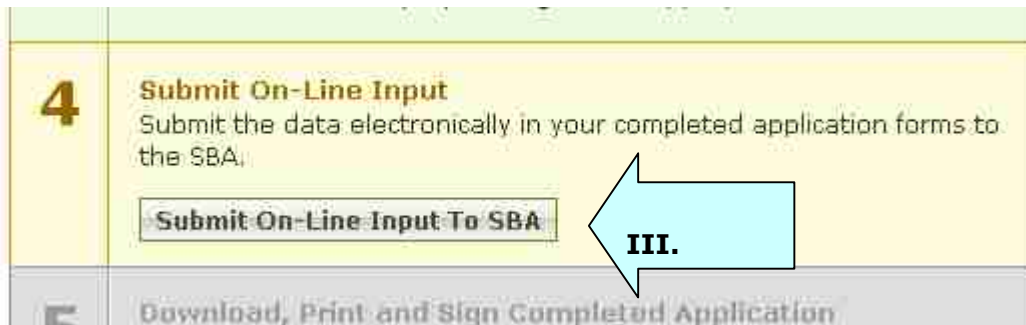 4
Submit On-Line Input
Submit the data electronically in your completed application forms to
the SBA.
Submit On-Line Input To SBA
III.
5
Download, Print and Sign Completed Application